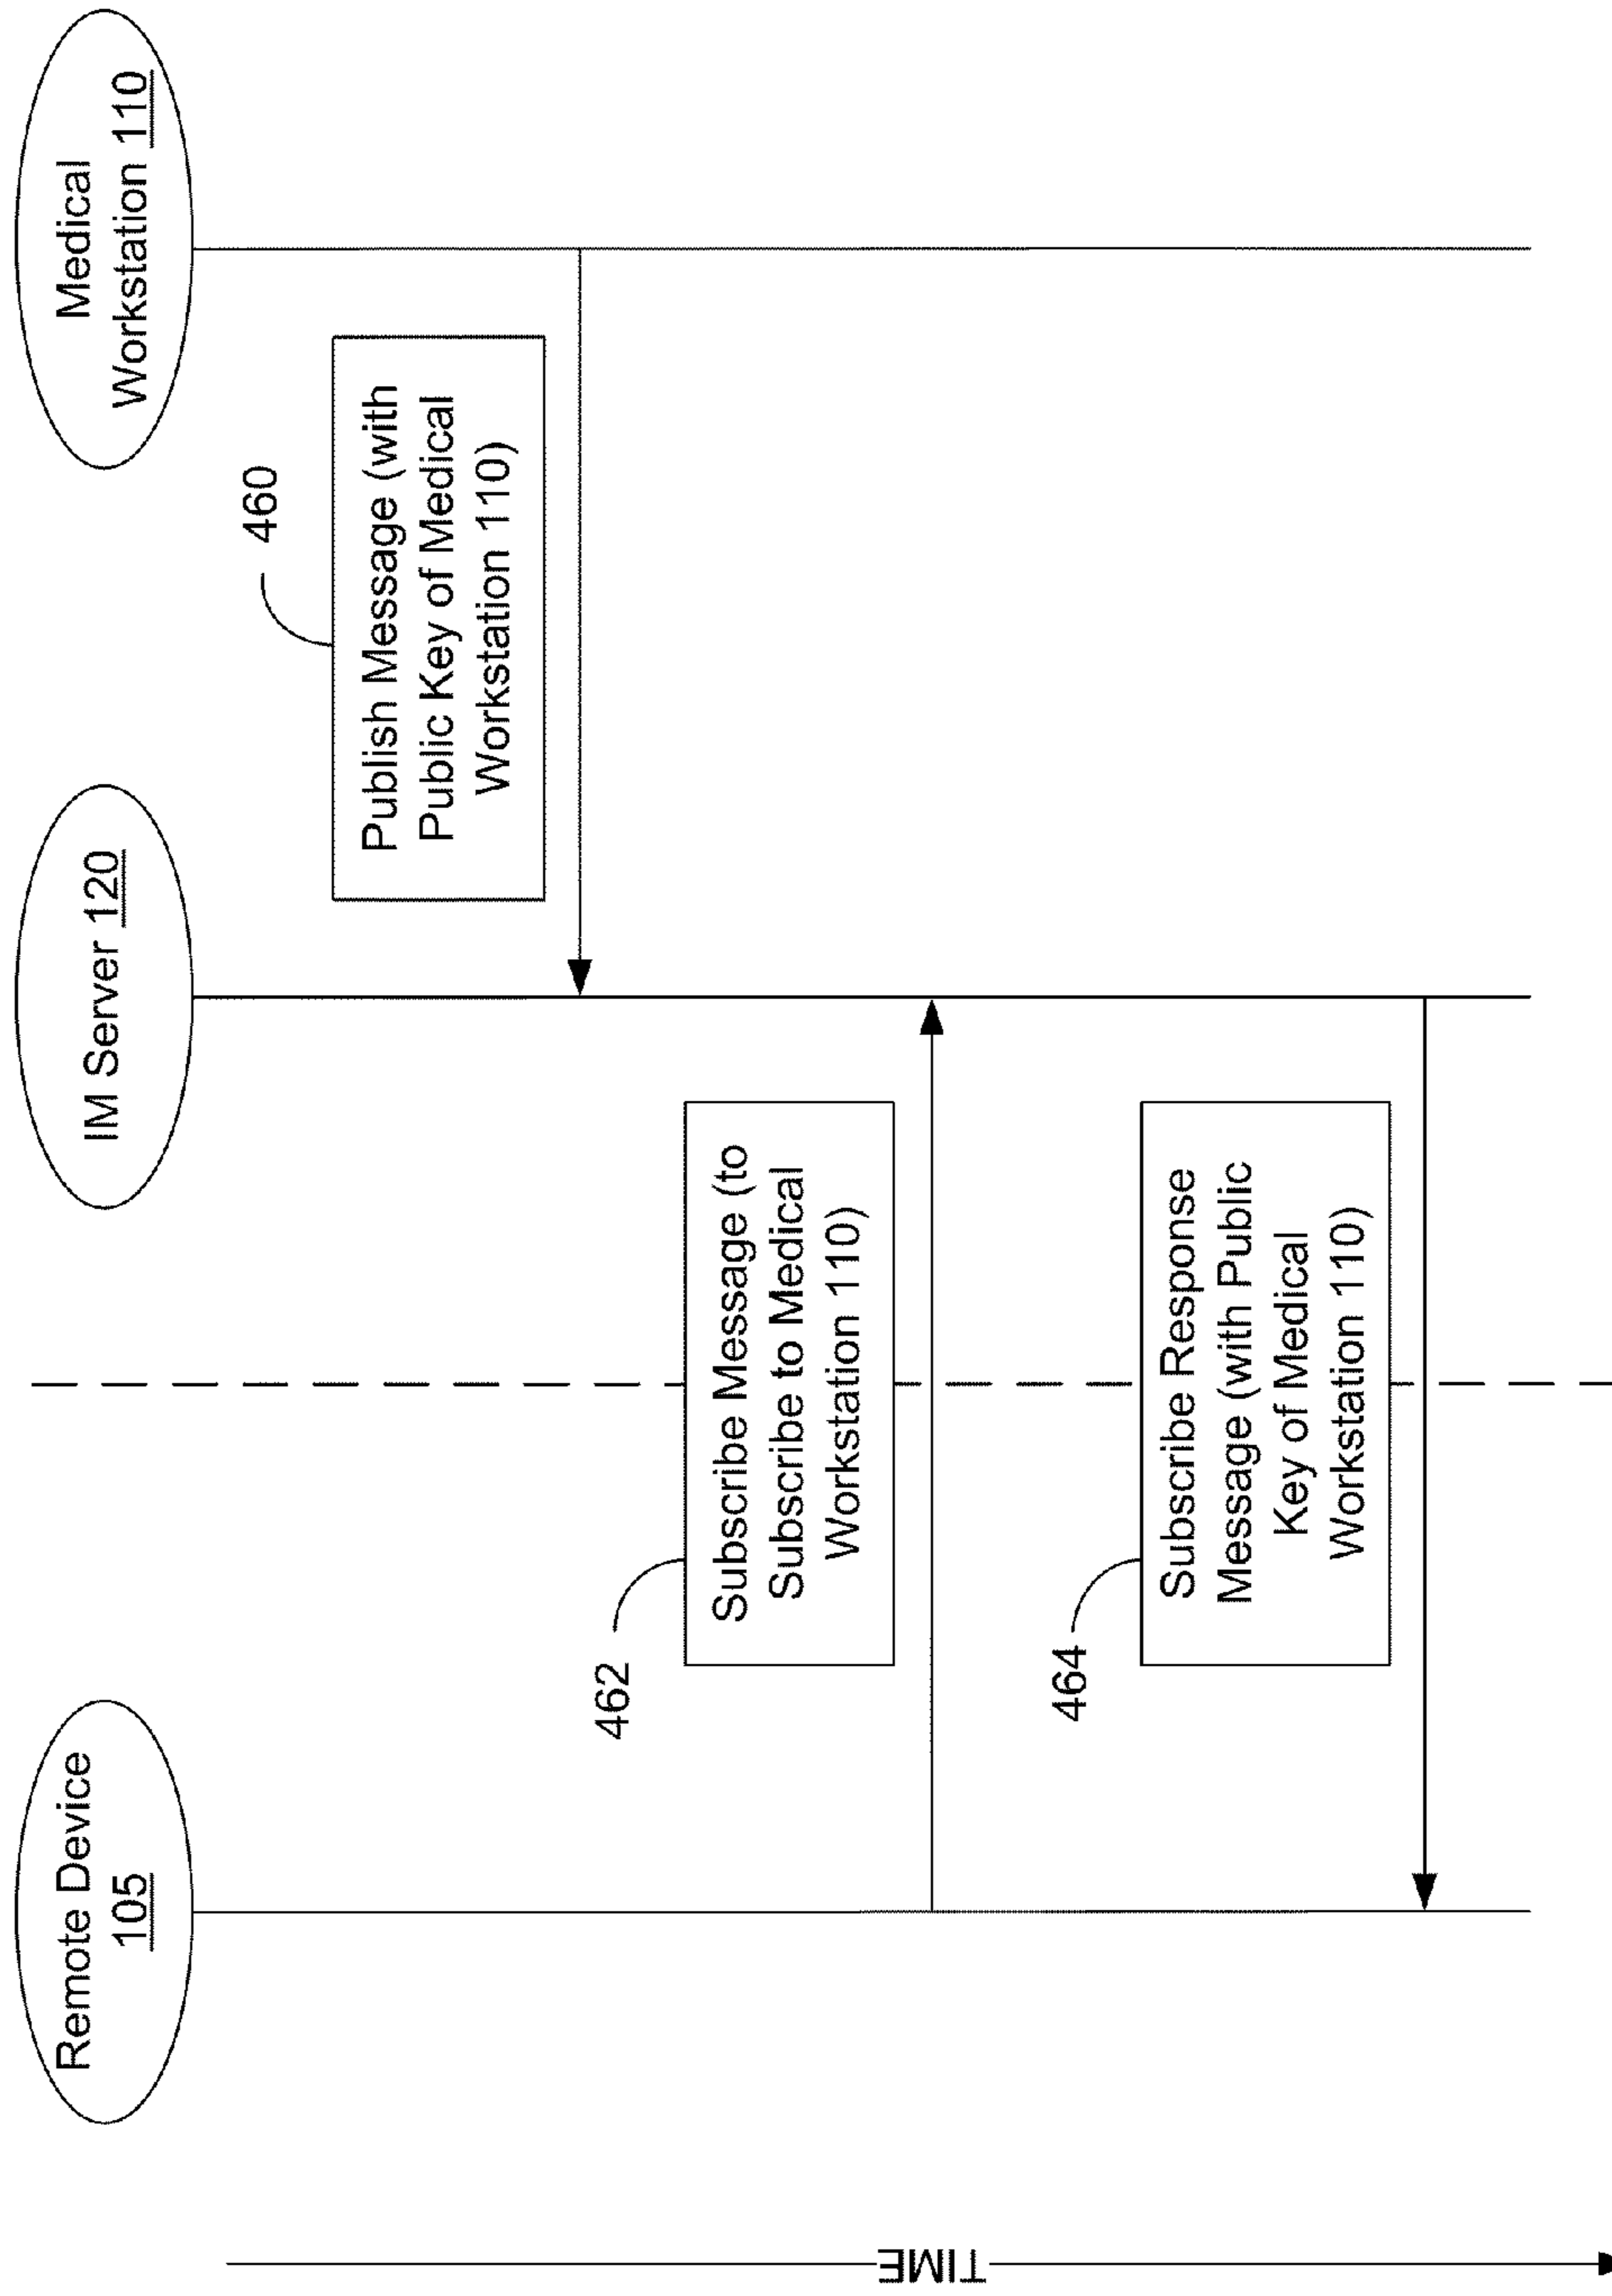 Remote Device
105
IM Server 120
Medical
Workstation 110
460
Publish Message (with
Public Key of Medical
Workstation 110)
462
Subscribe Message (to
Subscribe to Medical
Workstation 110)
464
Subscribe Response
Message (with Public
Key of Medical
Workstation 110)
TIME